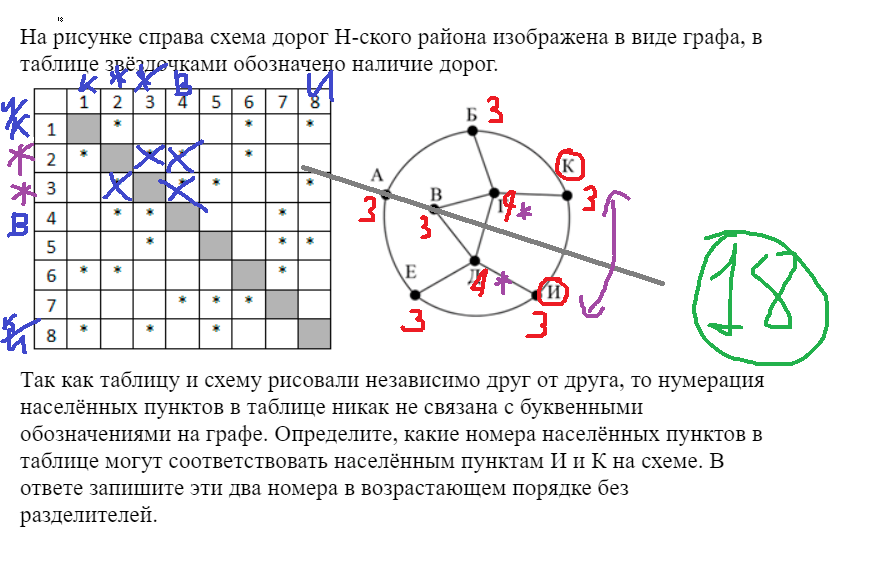 18
На рисунке справа схема дорог Н-ского района изображена в виде графа, в
таблице звёздочками обозначено наличие дорог.
К * * В И
1 2 3 4 5 6 7 8
К 1 * * *
* 2 * * * *
* 3 * * * *
В 4 * * *
5 * * *
6 * * *
7 * * *
И 8 * * *
Б 3
К 3
А 3
В 3
Г 4 *
Д 4 *
Е 3
И 3
18
Так как таблицу и схему рисовали независимо друг от друга, то нумерация
населённых пунктов в таблице никак не связана с буквенными
обозначениями на графе. Определите, какие номера населённых пунктов в
таблице могут соответствовать населённым пунктам И и К на схеме. В
ответе запишите эти два номера в возрастающем порядке без
разделителей.